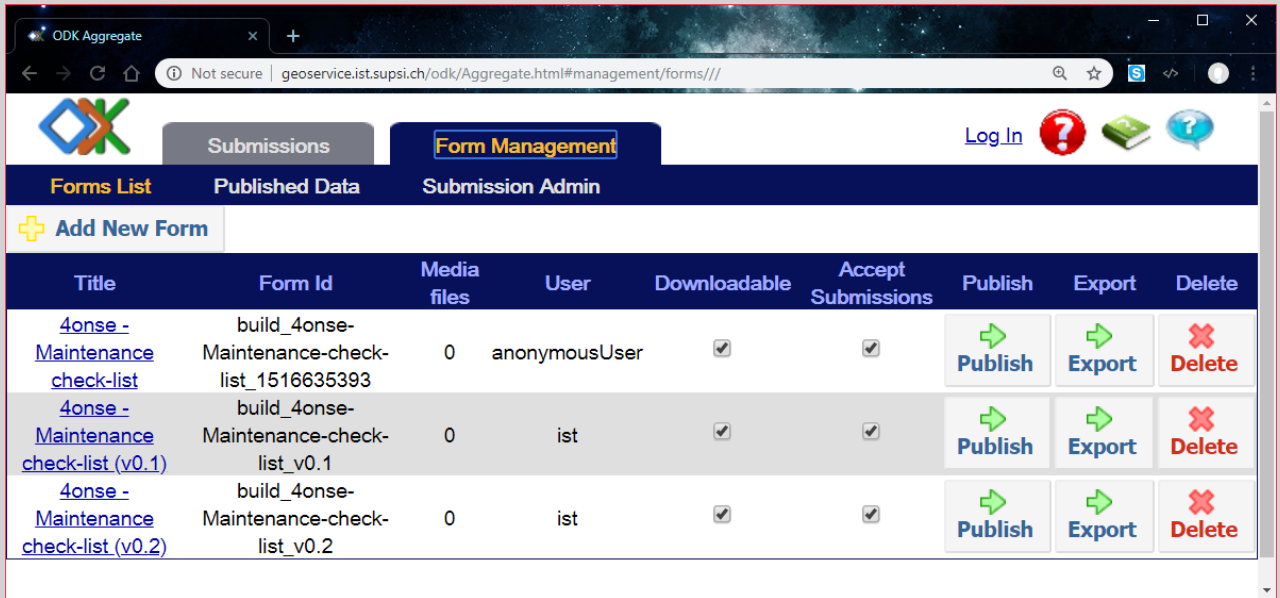 ODK Aggregate
Not secure | geoservice.ist.supsi.ch/odk/Aggregate.html#management/forms///
Submissions
Form Management
Log In
Forms List
Published Data
Submission Admin
Add New Form
Title
Form Id
Media
files
User
Downloadable
Accept
Submissions
Publish
Export
Delete
4onse -
Maintenance
check-list
build_4onse-
Maintenance-check-
list_1516635393
0
anonymousUser
Publish
Export
Delete
4onse -
Maintenance
check-list (v0.1)
build_4onse-
Maintenance-check-
list_v0.1
0
ist
Publish
Export
Delete
4onse -
Maintenance
check-list (v0.2)
build_4onse-
Maintenance-check-
list_v0.2
0
ist
Publish
Export
Delete